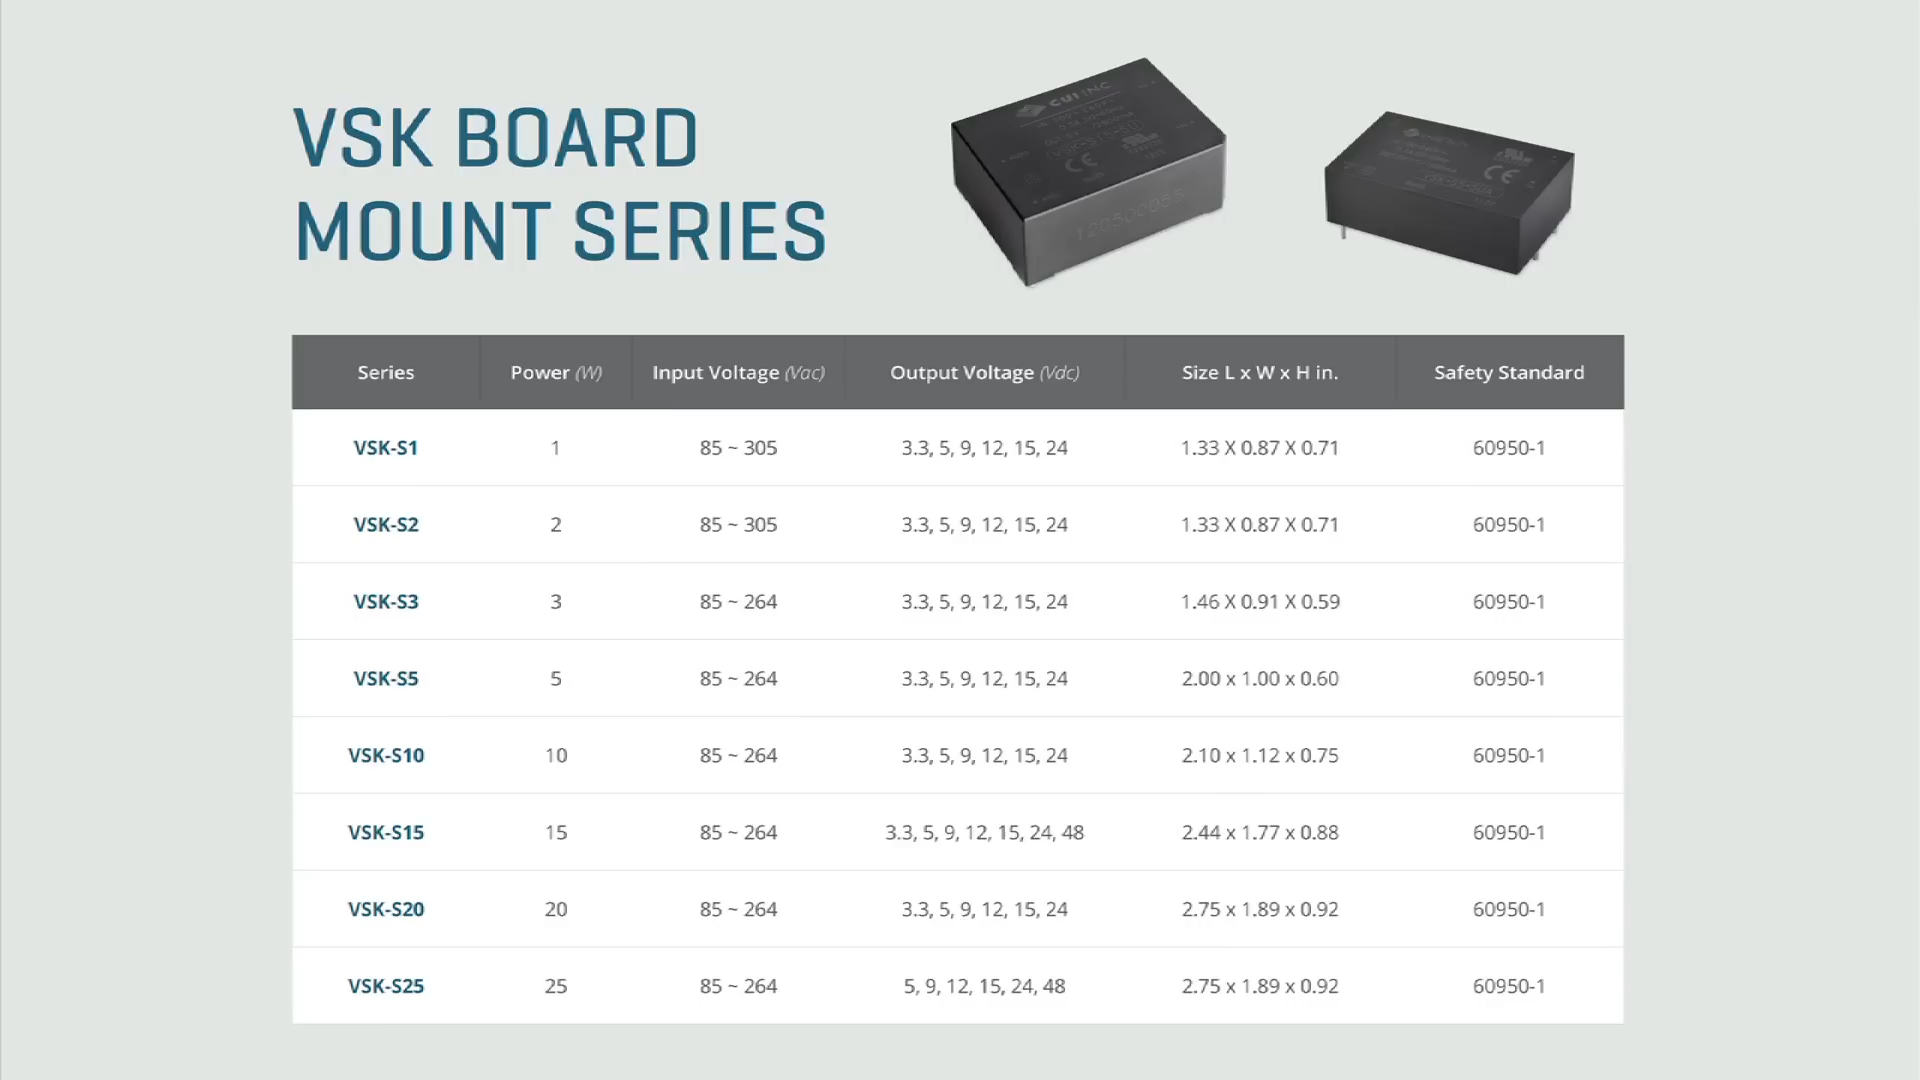 VSK BOARD
MOUNT SERIES
CUI INC
Series Power (W) Input Voltage (Vac) Output Voltage (Vdc) Size L x W x H in. Safety Standard
VSK-S1 1 85 ~ 305 3.3, 5, 9, 12, 15, 24 1.33 X 0.87 X 0.71 60950-1
VSK-S2 2 85 ~ 305 3.3, 5, 9, 12, 15, 24 1.33 X 0.87 X 0.71 60950-1
VSK-S3 3 85 ~ 264 3.3, 5, 9, 12, 15, 24 1.46 X 0.91 X 0.59 60950-1
VSK-S5 5 85 ~ 264 3.3, 5, 9, 12, 15, 24 2.00 x 1.00 x 0.60 60950-1
VSK-S10 10 85 ~ 264 3.3, 5, 9, 12, 15, 24 2.10 x 1.12 x 0.75 60950-1
VSK-S15 15 85 ~ 264 3.3, 5, 9, 12, 15, 24, 48 2.44 x 1.77 x 0.88 60950-1
VSK-S20 20 85 ~ 264 3.3, 5, 9, 12, 15, 24 2.75 x 1.89 x 0.92 60950-1
VSK-S25 25 85 ~ 264 5, 9, 12, 15, 24, 48 2.75 x 1.89 x 0.92 60950-1